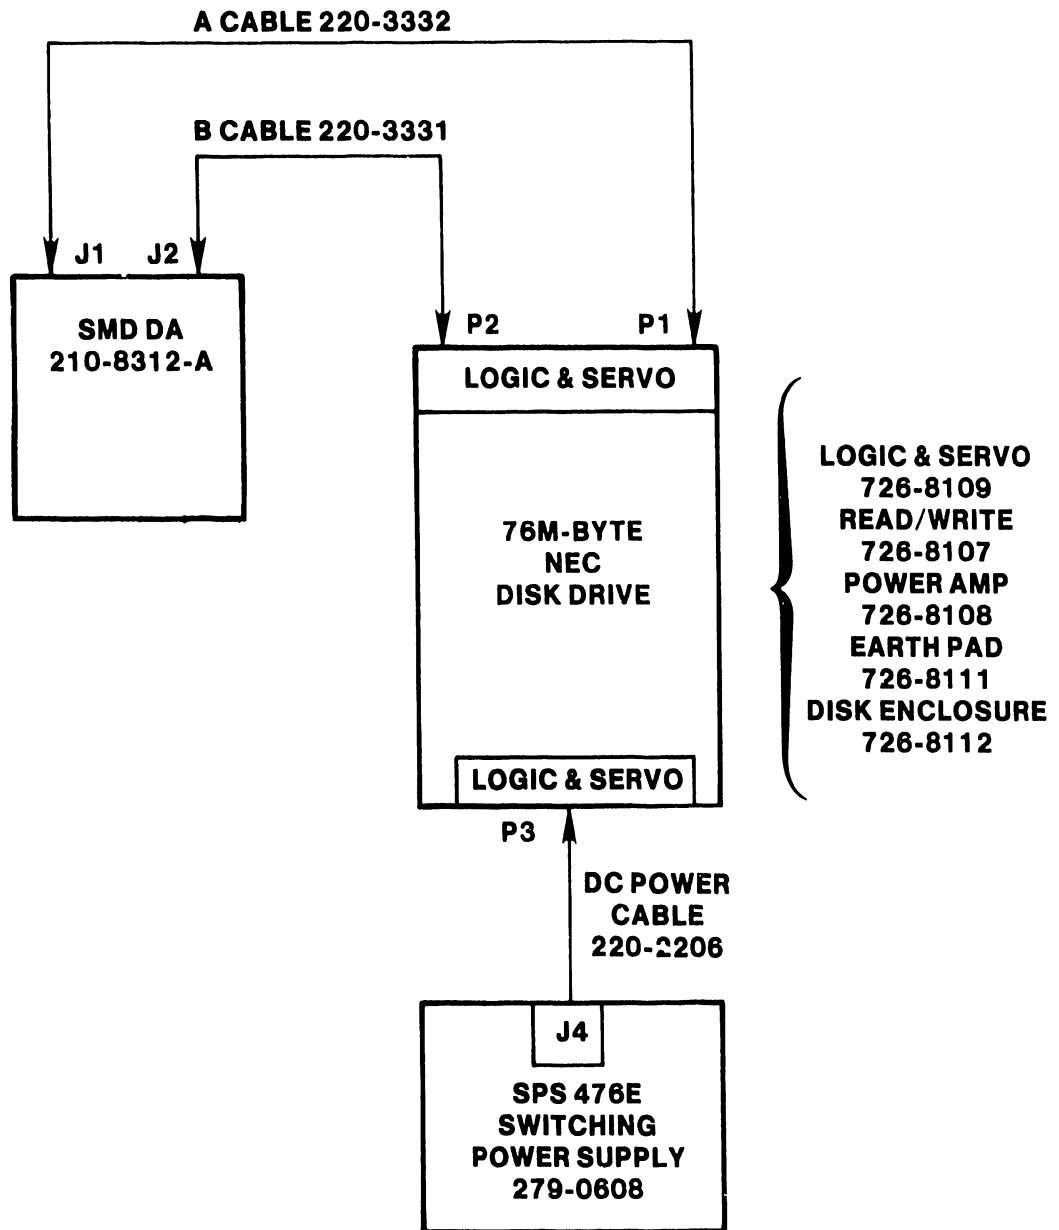 A CABLE 220-3332
B CABLE 220-3331
J1
J2
SMD DA
210-8312-A
P2
P1
LOGIC & SERVO
76M-BYTE
NEC
DISK DRIVE
LOGIC & SERVO
P3
LOGIC & SERVO
726-8109
READ/WRITE
726-8107
POWER AMP
726-8108
EARTH PAD
726-8111
DISK ENCLOSURE
726-8112
DC POWER
CABLE
220-2206
J4
SPS 476E
SWITCHING
POWER SUPPLY
279-0608